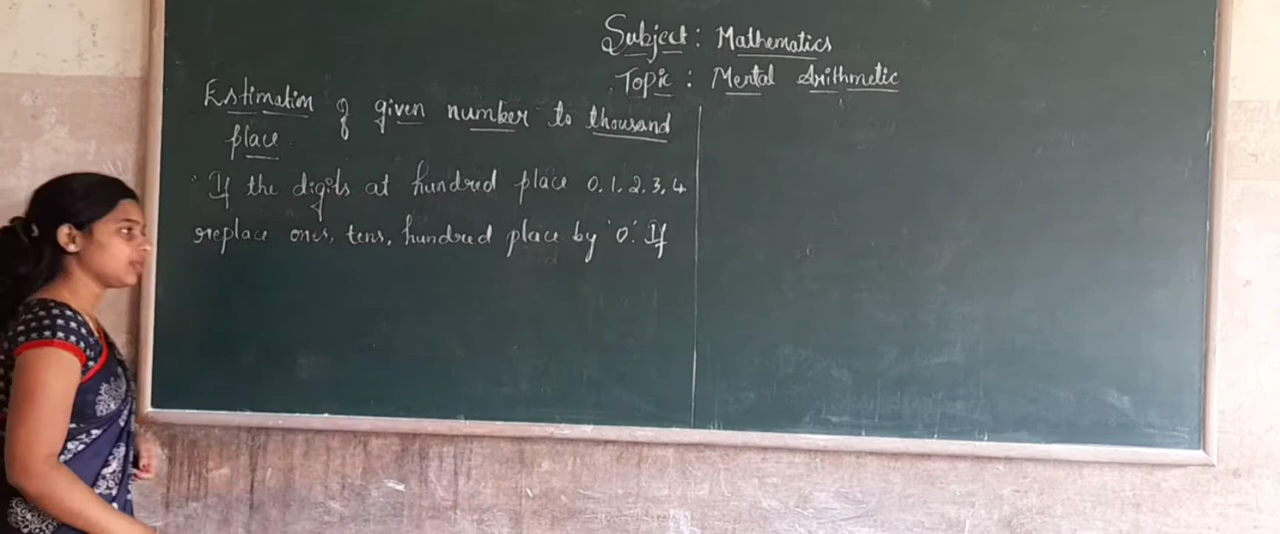 Subject: Mathematics
Topic: Mental Arithmetic
Estimation of given number to thousand
place
If the digits at hundred place 0, 1, 2, 3, 4
replace ones, tens, hundred place by '0'. If